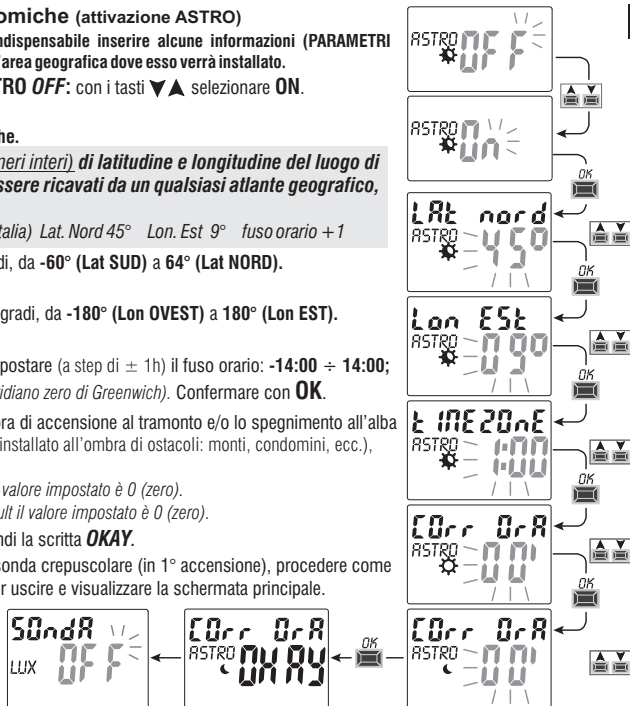 omiche (attivazione ASTRO)
ndispensabile inserire alcune informazioni (PARAMETRI
'area geografica dove esso verrà installato.
TRO OFF: con i tasti ▼▲ selezionare ON.
he.
neri interi) di latitudine e longitudine del luogo di
ssere ricavati da un qualsiasi atlante geografico,
talia) Lat. Nord 45° Lon. Est 9° fuso orario +1
di, da -60° (Lat SUD) a 64° (Lat NORD).
gradi, da -180° (Lon OVEST) a 180° (Lon EST).
postare (a step di ± 1h) il fuso orario: -14:00 ÷ 14:00;
idiano zero di Greenwich). Confermare con OK.
ora di accensione al tramonto e/o lo spegnimento all'alba
installato all'ombra di ostacoli: monti, condomini, ecc.),
valore impostato è 0 (zero).
ult il valore impostato è 0 (zero).
ndi la scritta OKAY.
sonda crepuscolare (in 1° accensione), procedere come
r uscire e visualizzare la schermata principale.
ASTRO OFF
ASTRO On
OK
LAt nord
ASTRO 45°
OK
Lon ESt
ASTRO 09°
OK
tIMEZOnE
ASTRO 1:00
OK
COrr OrA
ASTRO 00'
OK
COrr OrA
ASTRO 00'
OK
COrr OrA
ASTRO OKAY
SOndA
LUX OFF